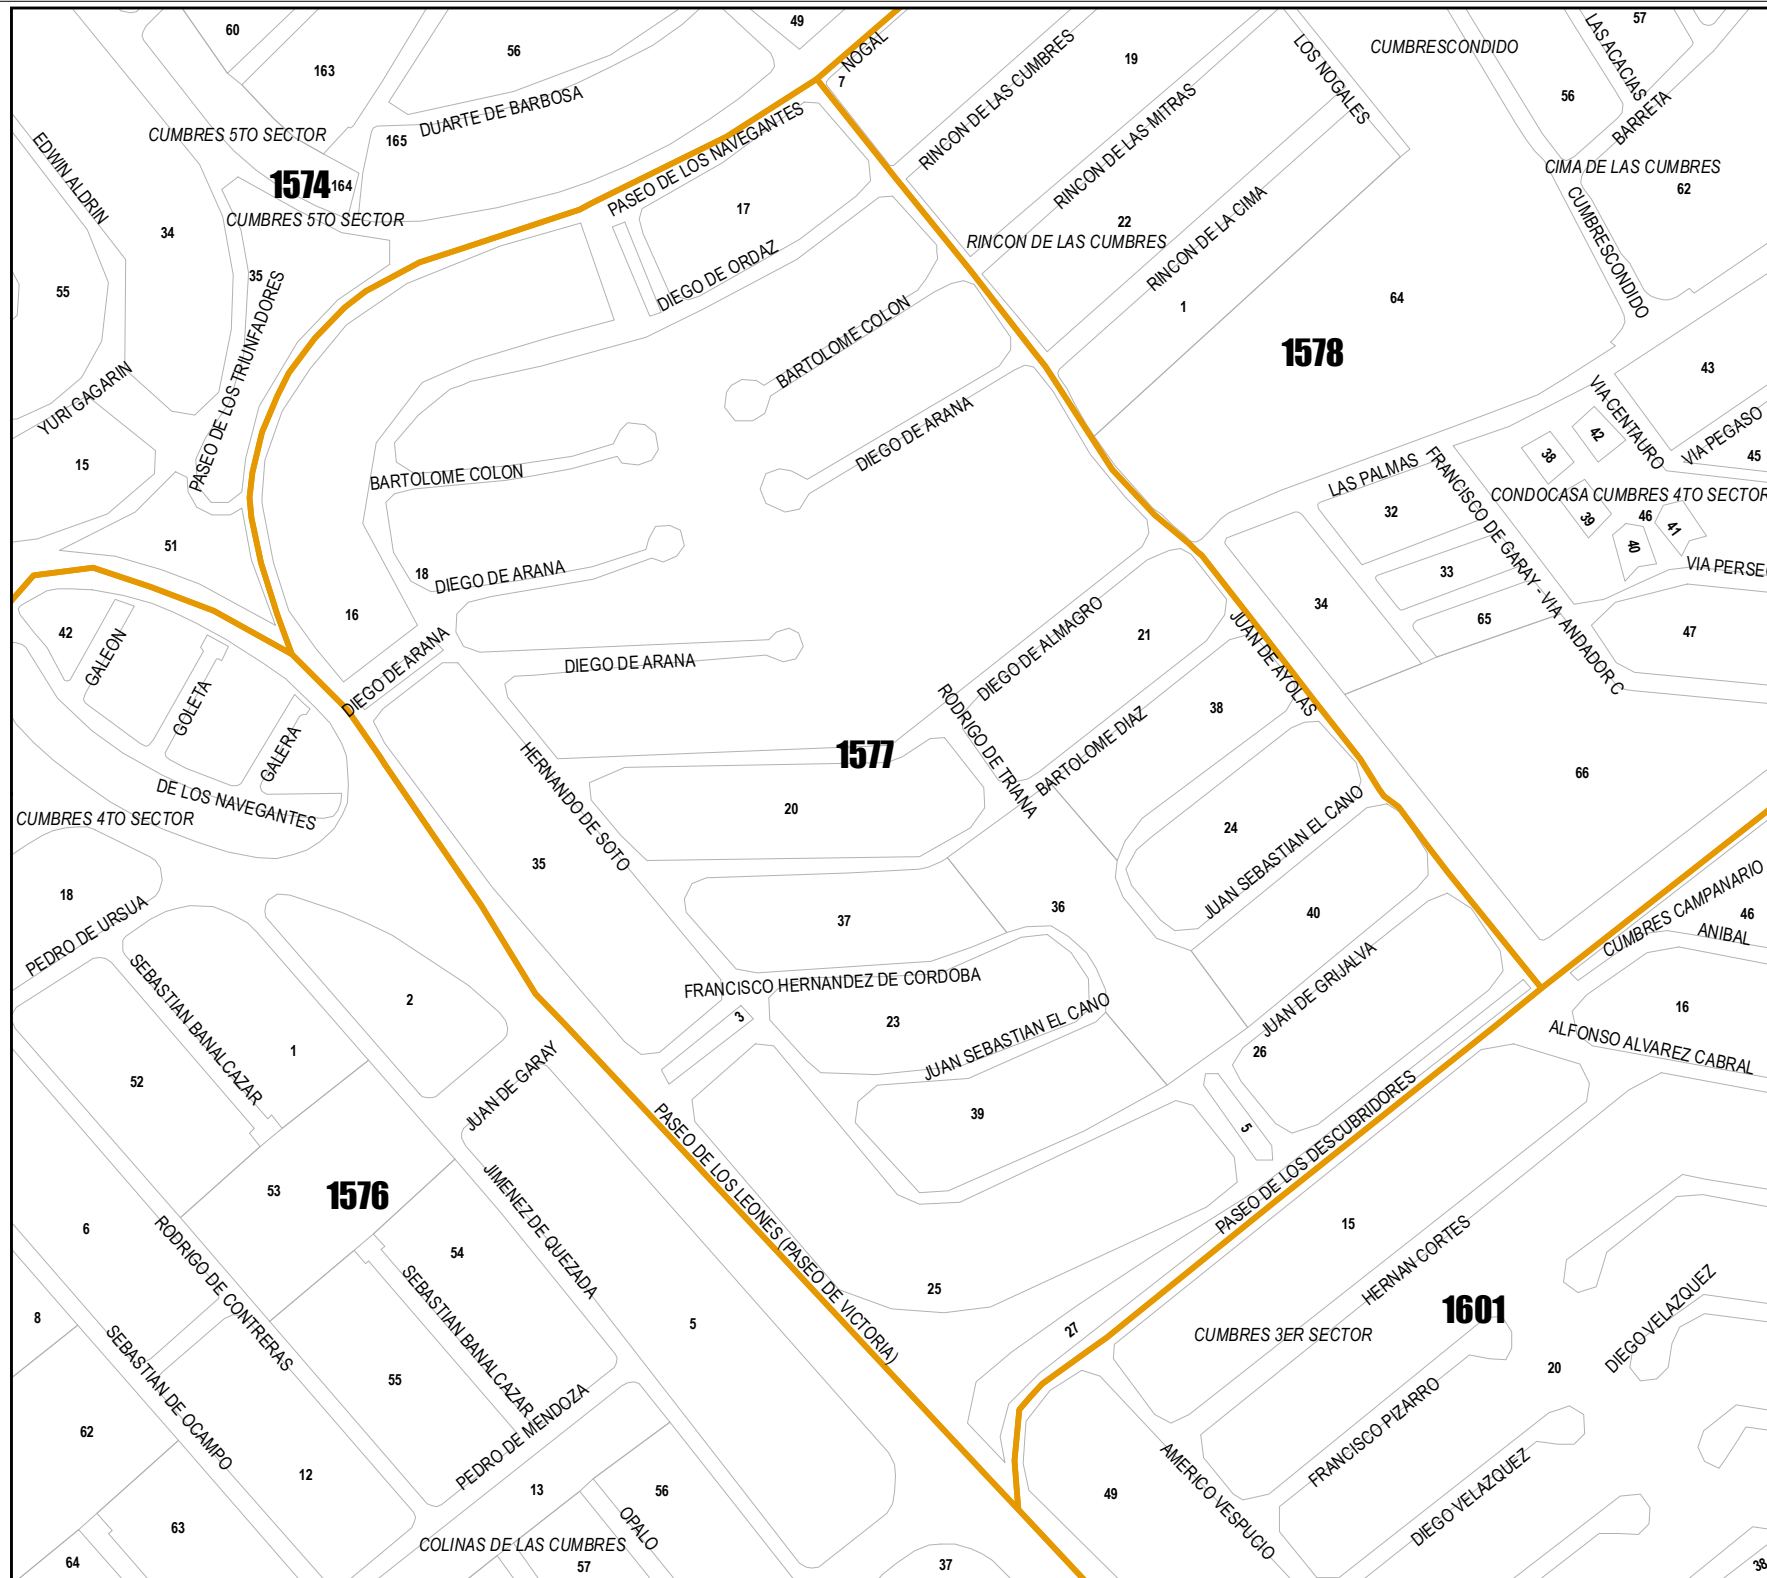 60
49
57
163
56
NOGAL
RINCON DE LAS CUMBRES
19
LOS NOGALES
CUMBRESCONDIDO
LAS ACACIAS
7
56
BARRETA
DUARTE DE BARBOSA
CUMBRES 5TO SECTOR
165
EDWIN ALDRIN
RINCON DE LAS MITRAS
CIMA DE LAS CUMBRES
62
1574
164
PASEO DE LOS NAVEGANTES
CUMBRES 5TO SECTOR
17
34
22
RINCON DE LAS CUMBRES
RINCON DE LA CIMA
CUMBRESCONDIDO
35
55
DIEGO DE ORDAZ
64
1
PASEO DE LOS TRIUNFADORES
BARTOLOME COLON
1578
43
YURI GAGARIN
VIA CENTAURO
DIEGO DE ARANA
42
VIA PEGASO
45
38
15
BARTOLOME COLON
LAS PALMAS
FRANCISCO DE GARAY - VIA ANDADOR C
CONDOCASA CUMBRES 4TO SECTOR
32
39
46
41
51
40
VIA PERSE
18
DIEGO DE ARANA
33
34
16
42
GALEON
65
47
21
DIEGO DE ALMAGRO
JUAN DE AYOLAS
DIEGO DE ARANA
DIEGO DE ARANA
GOLETA
38
RODRIGO DE TRIANA
BARTOLOME DIAZ
GALERA
1577
HERNANDO DE SOTO
66
DE LOS NAVEGANTES
CUMBRES 4TO SECTOR
20
24
JUAN SEBASTIAN EL CANO
35
18
CUMBRES CAMPANARIO
36
40
46
37
ANIBAL
PEDRO DE URSUA
SEBASTIAN BANALCAZAR
FRANCISCO HERNANDEZ DE CORDOBA
JUAN DE GRIJALVA
2
16
3
23
JUAN SEBASTIAN EL CANO
ALFONSO ALVAREZ CABRAL
1
26
52
JUAN DE GARAY
39
5
PASEO DE LOS DESCUBRIDORES
PASEO DE LOS LEONES (PASEO DE VICTORIA)
53
1576
JIMENEZ DE QUEZADA
6
15
RODRIGO DE CONTRERAS
54
HERNAN CORTES
SEBASTIAN BANALCAZAR
25
1601
DIEGO VELAZQUEZ
8
5
27
CUMBRES 3ER SECTOR
SEBASTIAN DE OCAMPO
20
55
FRANCISCO PIZARRO
PEDRO DE MENDOZA
62
12
AMERICO VESPUCIO
13
56
49
DIEGO VELAZQUEZ
63
OPALO
COLINAS DE LAS CUMBRES
64
57
37
38